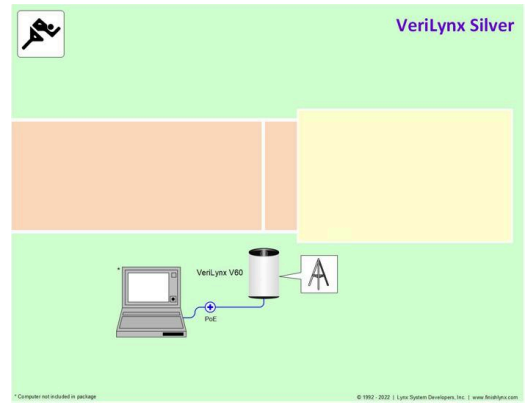 VeriLynx Silver
*
VeriLynx V60
PoE
* Computer not included in package
© 1992 - 2022 | Lynx System Developers, Inc. | www.finishlynx.com